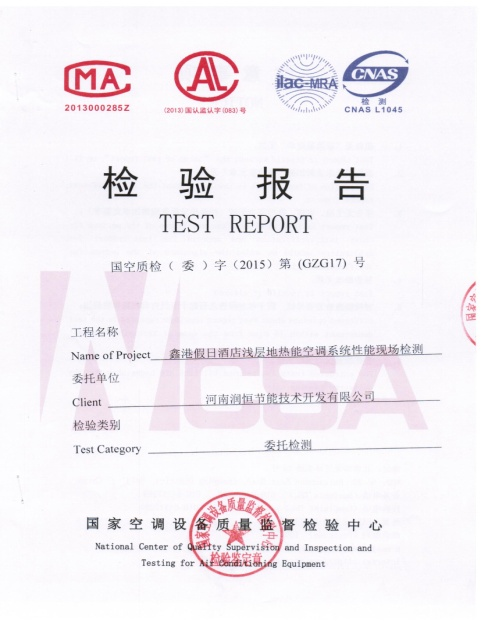 MA
2013000285Z
AL
(2013)国认监认字(083)号
ilac-MRA
CNAS
检 测
CNAS L1045
检 验 报 告
TEST REPORT
国空质检（ 委 ）字（2015）第 (GZG17) 号
工程名称
Name of Project 鑫港假日酒店浅层地热能空调系统性能现场检测
委托单位
Client 河南润恒节能技术开发有限公司
检验类别
Test Category 委托检测
CSA
国家空调设备质量监督检验中心
National Center of Quality Supervision and Inspection and
Testing for Air Conditioning Equipment
检验鉴定章